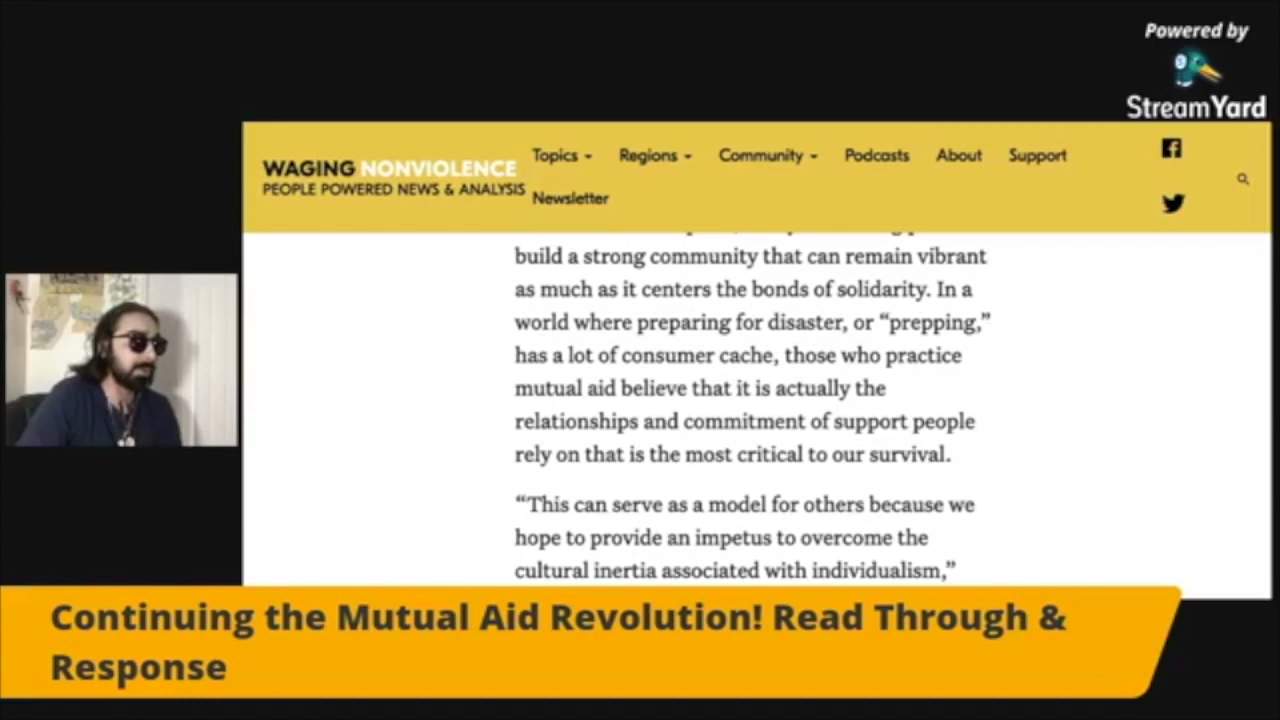 Powered by
StreamYard
WAGING NONVIOLENCE
PEOPLE POWERED NEWS & ANALYSIS
Topics
Regions
Community
Podcasts
About
Support
Newsletter
build a strong community that can remain vibrant
as much as it centers the bonds of solidarity. In a
world where preparing for disaster, or “prepping,”
has a lot of consumer cache, those who practice
mutual aid believe that it is actually the
relationships and commitment of support people
rely on that is the most critical to our survival.
“This can serve as a model for others because we
hope to provide an impetus to overcome the
cultural inertia associated with individualism,”
Continuing the Mutual Aid Revolution! Read Through &
Response